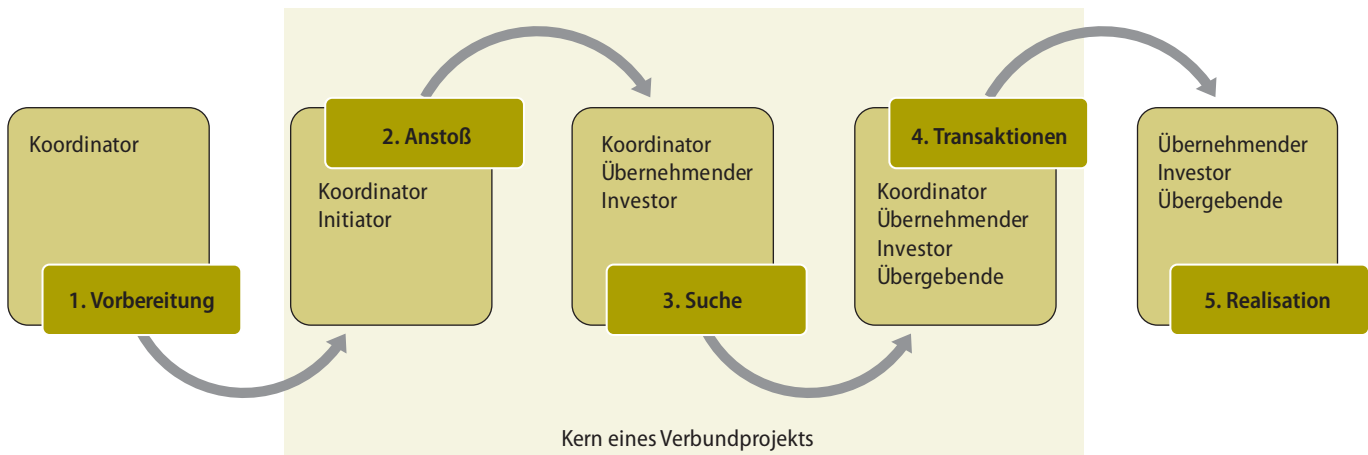 Koordinator
1. Vorbereitung
2. Anstoß
Koordinator
Initiator
Koordinator
Übernehmender
Investor
3. Suche
4. Transaktionen
Koordinator
Übernehmender
Investor
Übergebende
Übernehmender
Investor
Übergebende
5. Realisation
Kern eines Verbundprojekts